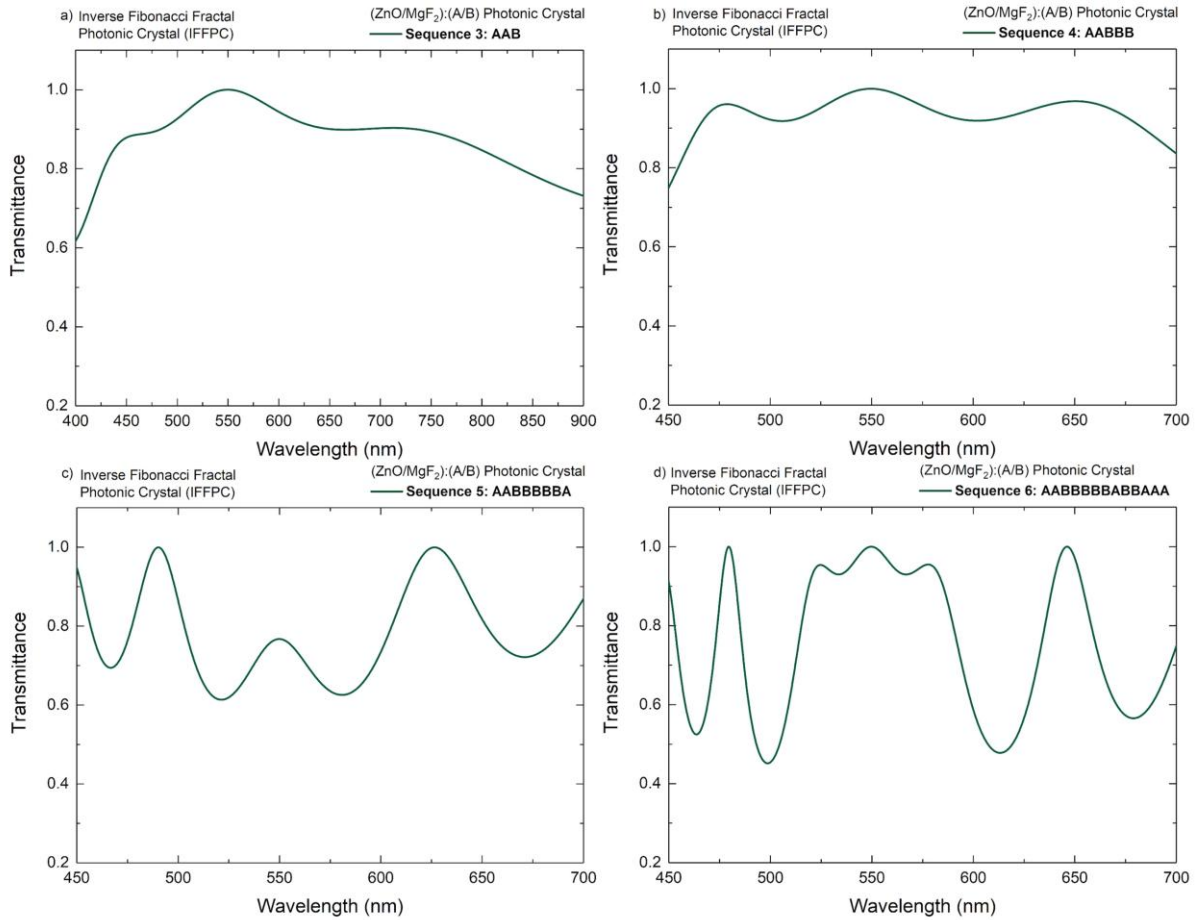 a) Inverse Fibonacci Fractal
Photonic Crystal (IFFPC)
(ZnO/MgF₂):(A/B) Photonic Crystal
Sequence 3: AAB
Transmittance
1.0
0.8
0.6
0.4
0.2
400 450 500 550 600 650 700 750 800 850 900
Wavelength (nm)
b) Inverse Fibonacci Fractal
Photonic Crystal (IFFPC)
(ZnO/MgF₂):(A/B) Photonic Crystal
Sequence 4: AABBB
Transmittance
1.0
0.8
0.6
0.4
0.2
450 500 550 600 650 700
Wavelength (nm)
c) Inverse Fibonacci Fractal
Photonic Crystal (IFFPC)
(ZnO/MgF₂):(A/B) Photonic Crystal
Sequence 5: AABBBBBA
Transmittance
1.0
0.8
0.6
0.4
0.2
450 500 550 600 650 700
Wavelength (nm)
d) Inverse Fibonacci Fractal
Photonic Crystal (IFFPC)
(ZnO/MgF₂):(A/B) Photonic Crystal
Sequence 6: AABBBBBABBAAA
Transmittance
1.0
0.8
0.6
0.4
0.2
450 500 550 600 650 700
Wavelength (nm)